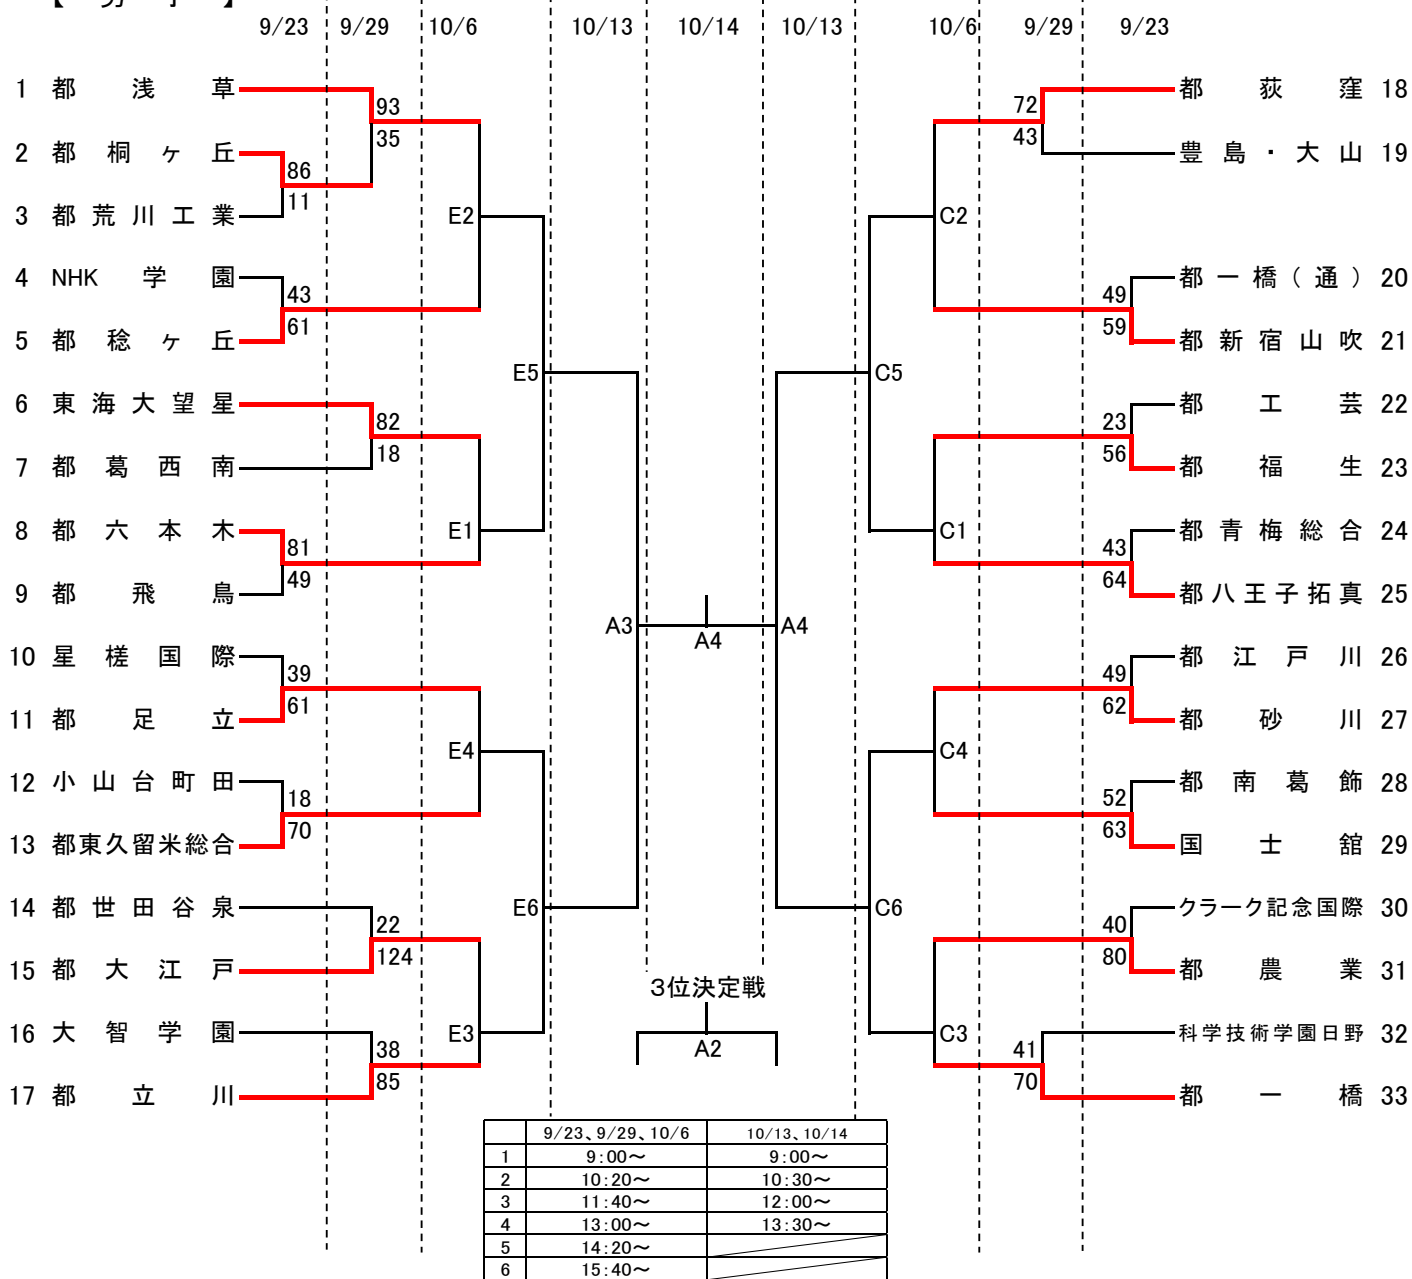 【 男 子 】
9/23 9/29 10/6 10/13 10/14 10/13 10/6 9/29 9/23
1 都浅草 93 72 都荻窪 18
35 43
2 都桐ヶ丘 86 豊島・大山 19
11
3 都荒川工業 E2 C2
4 NHK学園 43 49 都一橋(通) 20
61 59
5 都稔ヶ丘 E5 C5 都新宿山吹 21
6 東海大望星 82 23 都工芸 22
18 56
7 都葛西南 都福生 23
8 都六本木 81 E1 C1 43 都青梅総合 24
49 64
9 都飛鳥 都八王子拓真 25
A3 A4 A4
10 星槎国際 39 49 都江戸川 26
61 62
11 都足立 都砂川 27
E4 C4
12 小山台町田 18 52 都南葛飾 28
70 63
13 都東久留米総合 国士舘 29
14 都世田谷泉 22 E6 C6 40 クラーク記念国際 30
124 80
15 都大江戸 都農業 31
3位決定戦
16 大智学園 38 E3 A2 C3 41 科学技術学園日野 32
85 70
17 都立川 都一橋 33
9/23、9/29、10/6 10/13、10/14
1 9:00～ 9:00～
2 10:20～ 10:30～
3 11:40～ 12:00～
4 13:00～ 13:30～
5 14:20～
6 15:40～